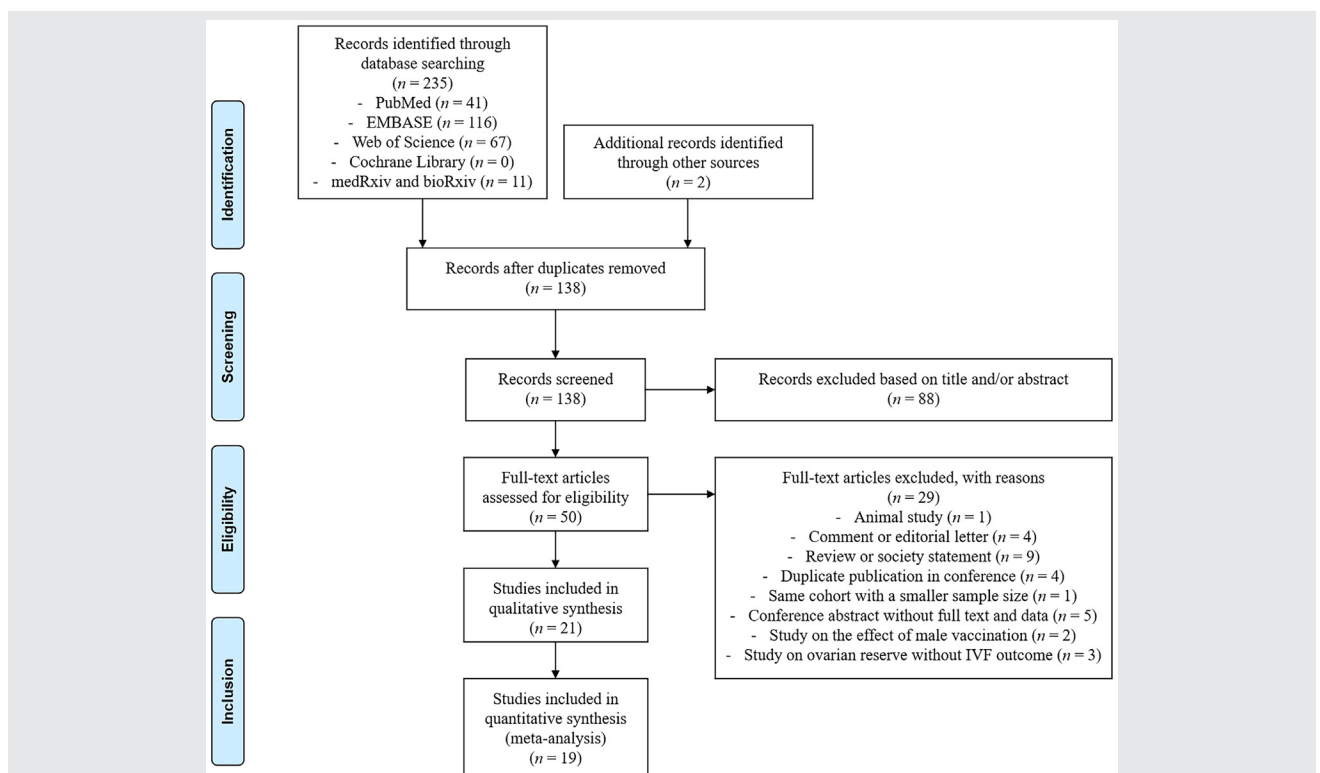 Records identified through
database searching
(n = 235)
- PubMed (n = 41)
- EMBASE (n = 116)
- Web of Science (n = 67)
- Cochrane Library (n = 0)
- medRxiv and bioRxiv (n = 11)
Additional records identified
through other sources
(n = 2)
Identification
Records after duplicates removed
(n = 138)
Screening
Records screened
(n = 138)
Records excluded based on title and/or abstract
(n = 88)
Eligibility
Full-text articles
assessed for eligibility
(n = 50)
Full-text articles excluded, with reasons
(n = 29)
- Animal study (n = 1)
- Comment or editorial letter (n = 4)
- Review or society statement (n = 9)
- Duplicate publication in conference (n = 4)
- Same cohort with a smaller sample size (n = 1)
- Conference abstract without full text and data (n = 5)
- Study on the effect of male vaccination (n = 2)
- Study on ovarian reserve without IVF outcome (n = 3)
Studies included in
qualitative synthesis
(n = 21)
Inclusion
Studies included in
quantitative synthesis
(meta-analysis)
(n = 19)